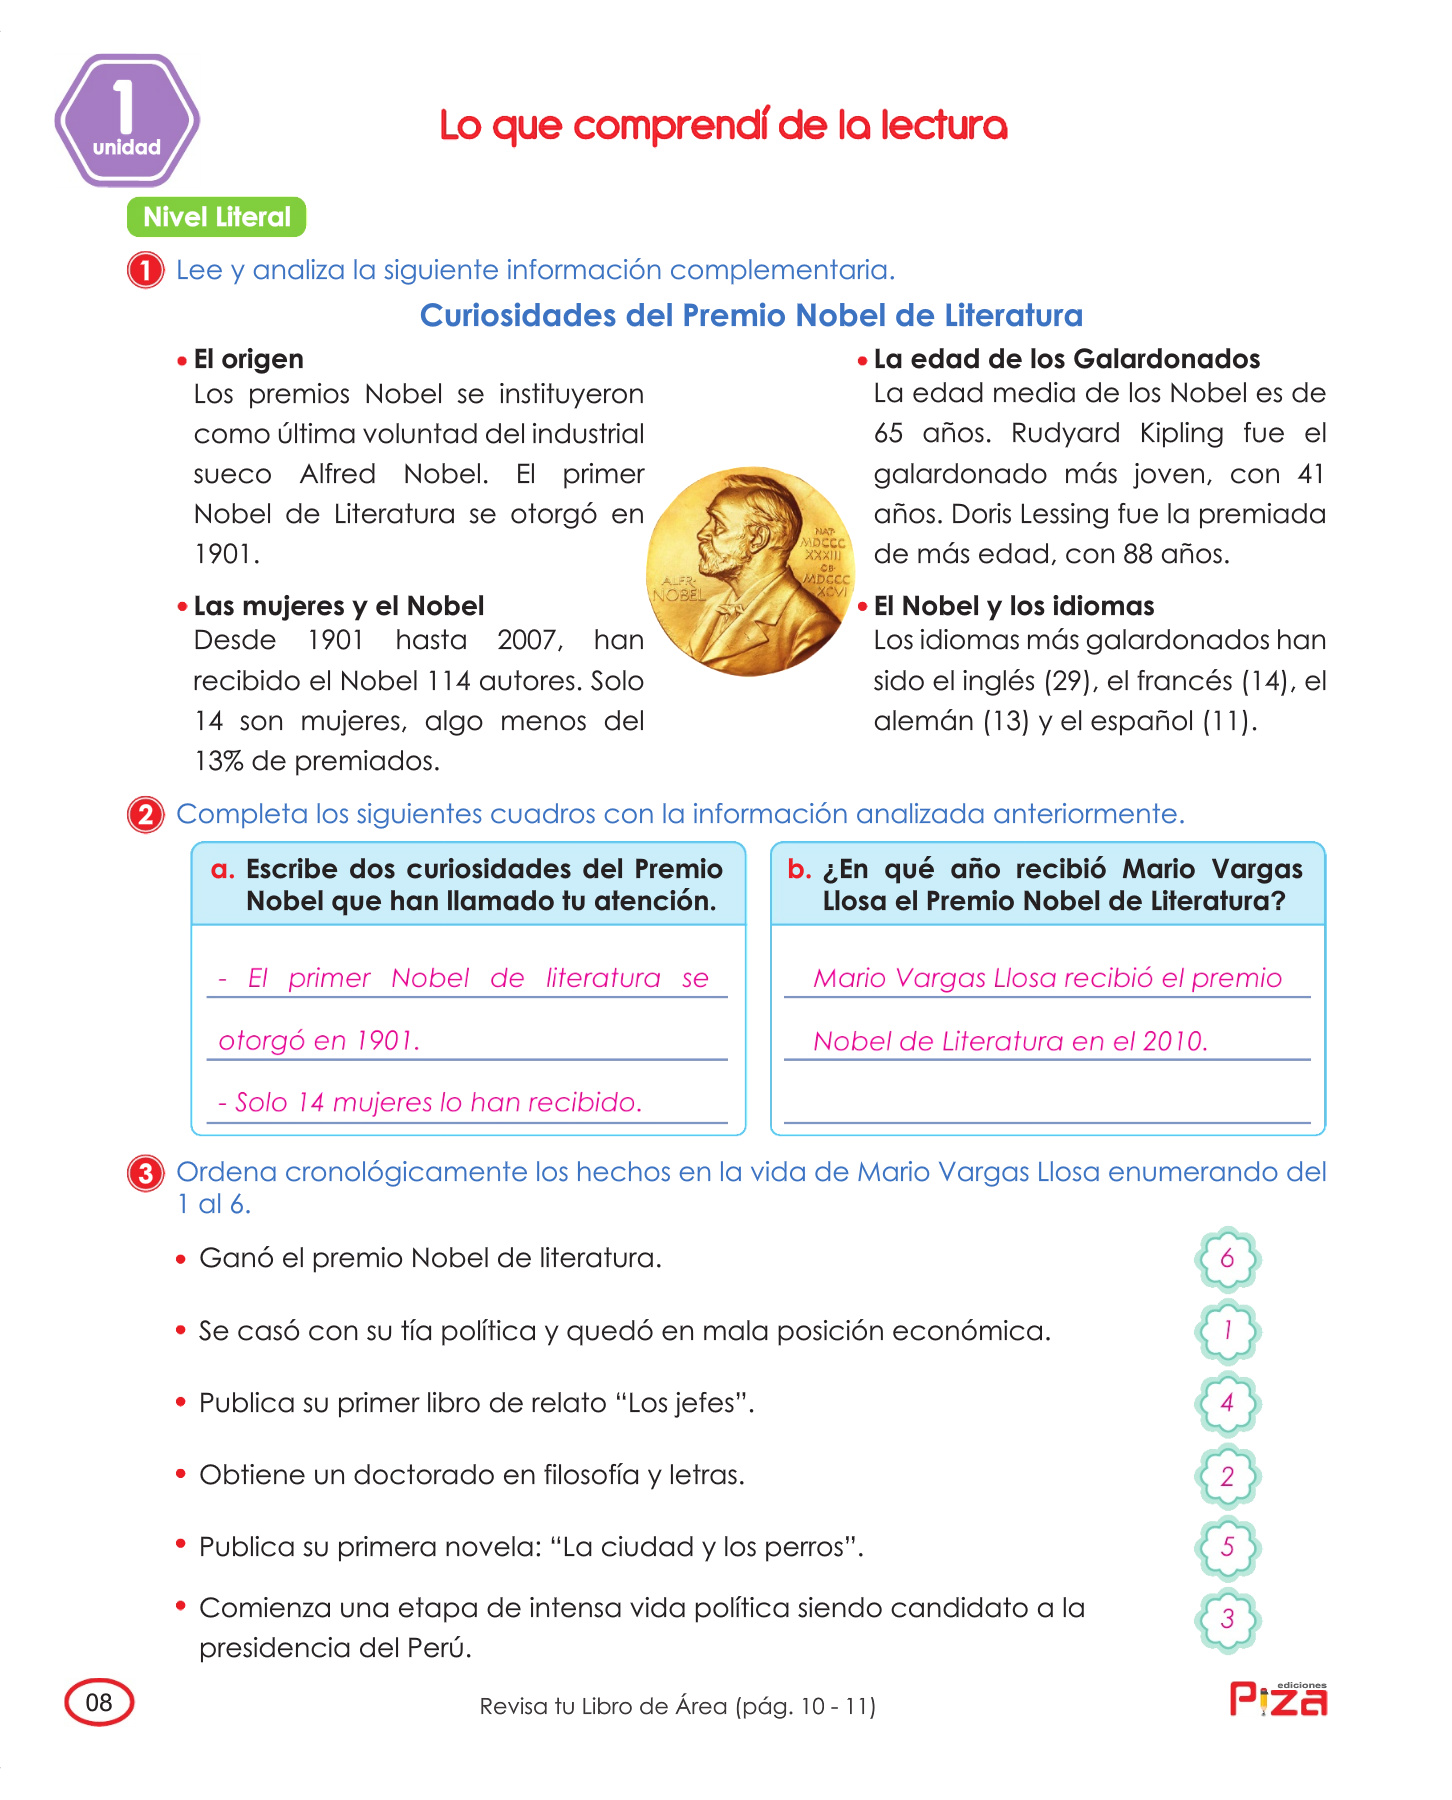 1
unidad
Lo que comprendí de la lectura
Nivel Literal
1 Lee y analiza la siguiente información complementaria.
Curiosidades del Premio Nobel de Literatura
• El origen
Los premios Nobel se instituyeron
como última voluntad del industrial
sueco Alfred Nobel. El primer
Nobel de Literatura se otorgó en
1901.
• Las mujeres y el Nobel
Desde 1901 hasta 2007, han
recibido el Nobel 114 autores. Solo
14 son mujeres, algo menos del
13% de premiados.
ALFR·
NOBEL
NAT·
MDCCC
XXXIII
OB·
MDCCC
XCVI
• La edad de los Galardonados
La edad media de los Nobel es de
65 años. Rudyard Kipling fue el
galardonado más joven, con 41
años. Doris Lessing fue la premiada
de más edad, con 88 años.
• El Nobel y los idiomas
Los idiomas más galardonados han
sido el inglés (29), el francés (14), el
alemán (13) y el español (11).
2 Completa los siguientes cuadros con la información analizada anteriormente.
a. Escribe dos curiosidades del Premio
Nobel que han llamado tu atención.
- El primer Nobel de literatura se
otorgó en 1901.
- Solo 14 mujeres lo han recibido.
b. ¿En qué año recibió Mario Vargas
Llosa el Premio Nobel de Literatura?
Mario Vargas Llosa recibió el premio
Nobel de Literatura en el 2010.
3 Ordena cronológicamente los hechos en la vida de Mario Vargas Llosa enumerando del
1 al 6.
• Ganó el premio Nobel de literatura. 6
• Se casó con su tía política y quedó en mala posición económica. 1
• Publica su primer libro de relato “Los jefes”. 4
• Obtiene un doctorado en filosofía y letras. 2
• Publica su primera novela: “La ciudad y los perros”. 5
• Comienza una etapa de intensa vida política siendo candidato a la 3
presidencia del Perú.
08
Revisa tu Libro de Área (pág. 10 - 11)
ediciones
Piza